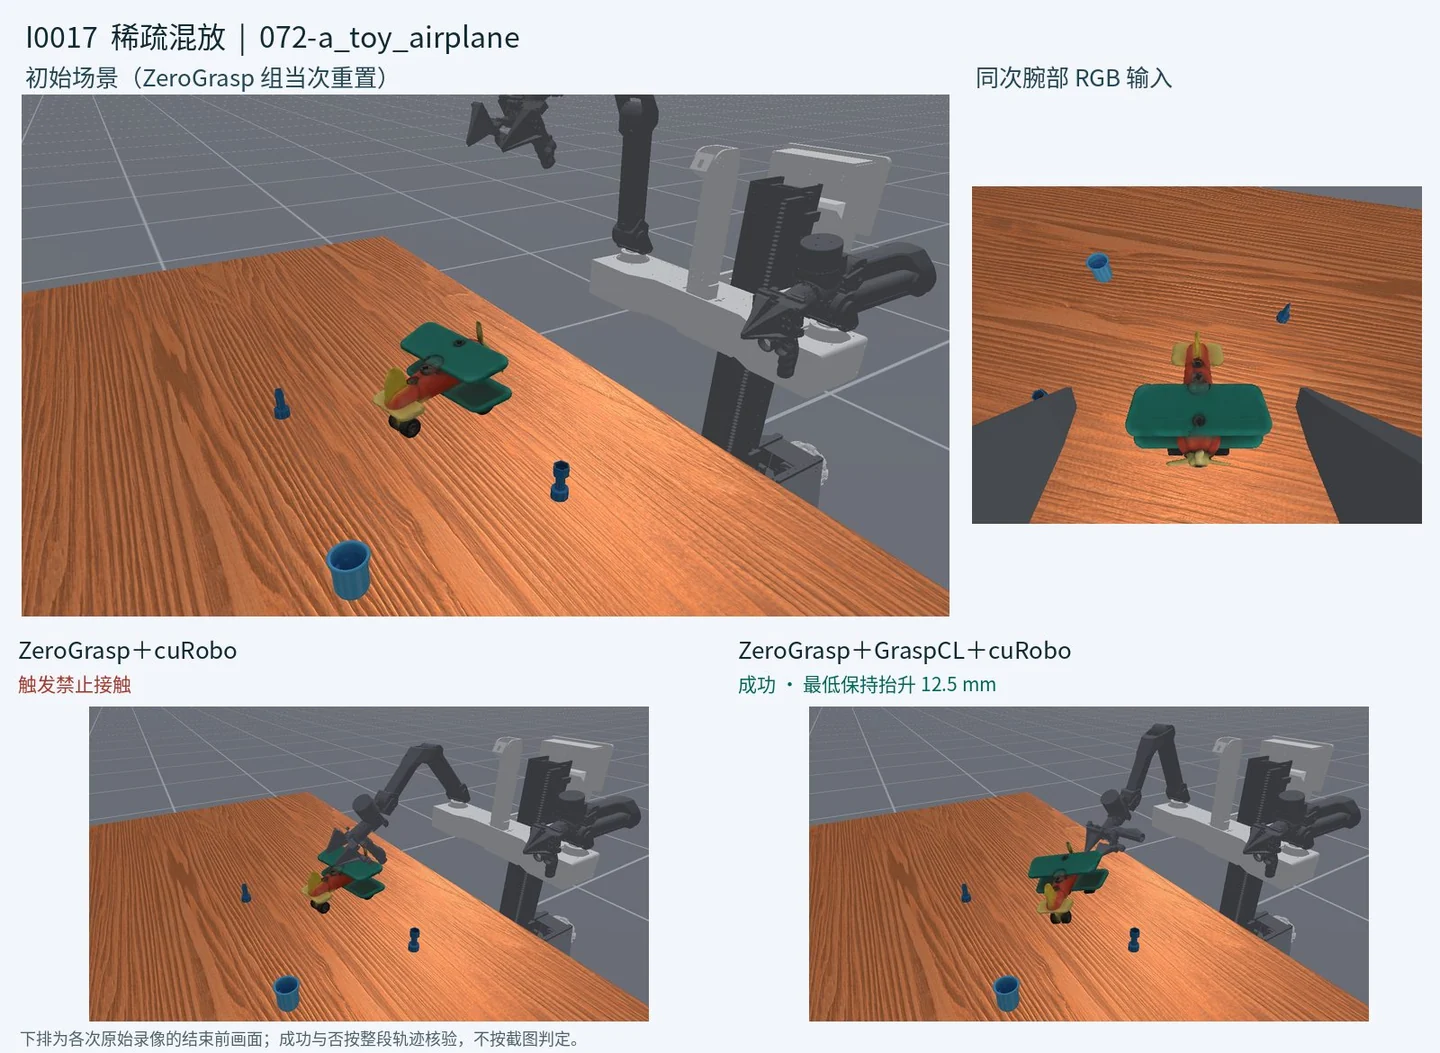 I0017 稀疏混放 | 072-a_toy_airplane
初始场景（ZeroGrasp 组当次重置）
同次腕部 RGB 输入
ZeroGrasp＋cuRobo
触发禁止接触
ZeroGrasp＋GraspCL＋cuRobo
成功 · 最低保持抬升 12.5 mm
下排为各次原始录像的结束前画面；成功与否按整段轨迹核验，不按截图判定。